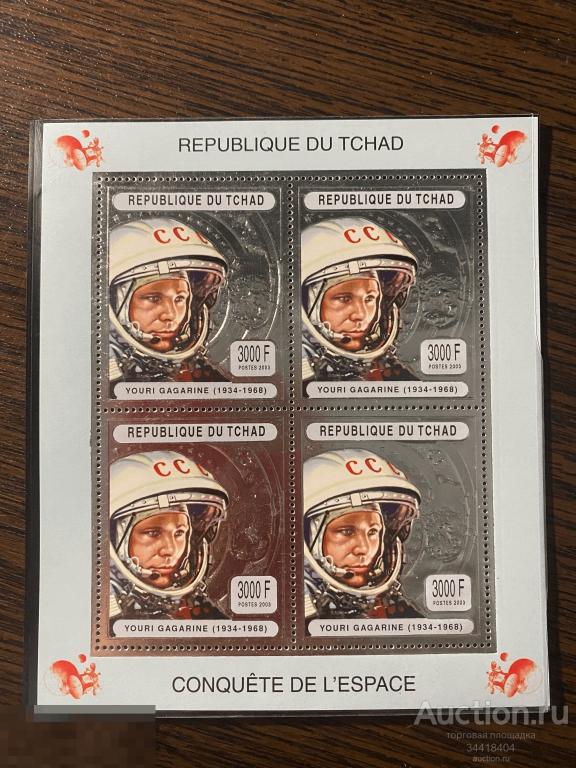 REPUBLIQUE DU TCHAD
REPUBLIQUE DU TCHAD
CCC
3000 F
POSTES 2003
YOURI GAGARINE (1934-1968)
REPUBLIQUE DU TCHAD
CCC
3000 F
POSTES 2003
YOURI GAGARINE (1934-1968)
REPUBLIQUE DU TCHAD
CCC
3000 F
POSTES 2003
YOURI GAGARINE (1934-1968)
REPUBLIQUE DU TCHAD
CCC
3000 F
POSTES 2003
YOURI GAGARINE (1934-1968)
CONQUÊTE DE L'ESPACE
Auction.ru
торговая площадка
34418404
auction.ru